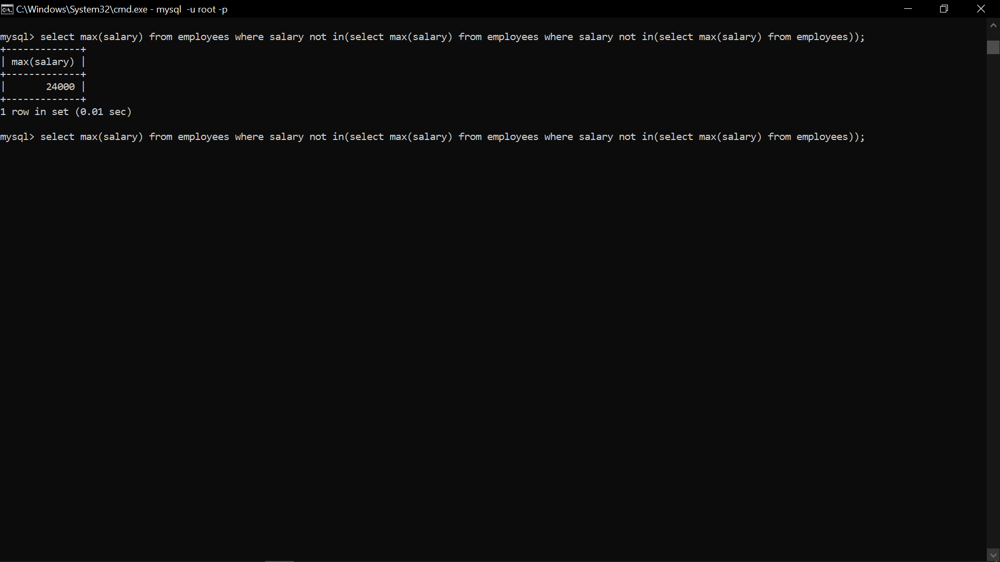 C:\Windows\System32\cmd.exe - mysql  -u root -p
mysql> select max(salary) from employees where salary not in(select max(salary) from employees where salary not in(select max(salary) from employees));
+-------------+
| max(salary) |
+-------------+
|       24000 |
+-------------+
1 row in set (0.01 sec)
mysql> select max(salary) from employees where salary not in(select max(salary) from employees where salary not in(select max(salary) from employees));